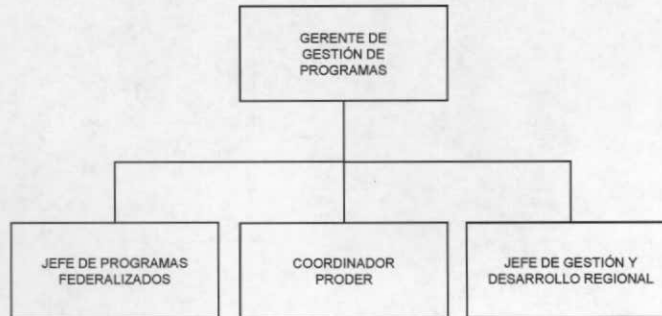 GERENTE DE
GESTIÓN DE
PROGRAMAS
JEFE DE PROGRAMAS
FEDERALIZADOS
COORDINADOR
PRODER
JEFE DE GESTIÓN Y
DESARROLLO REGIONAL